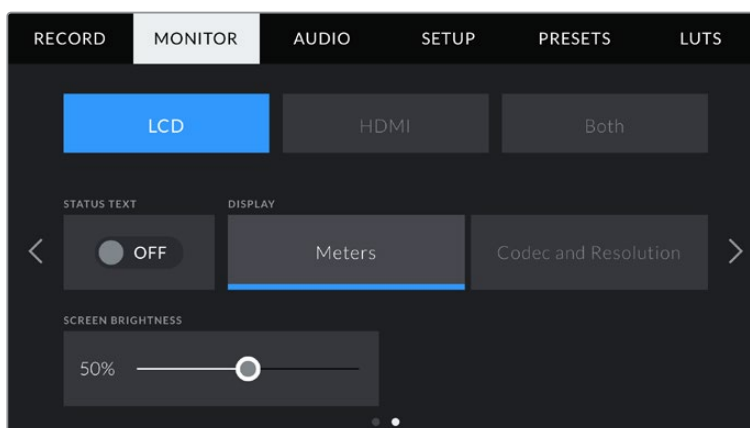 RECORD MONITOR AUDIO SETUP PRESETS LUTS
LCD HDMI Both
STATUS TEXT DISPLAY
OFF Meters Codec and Resolution
SCREEN BRIGHTNESS
50%